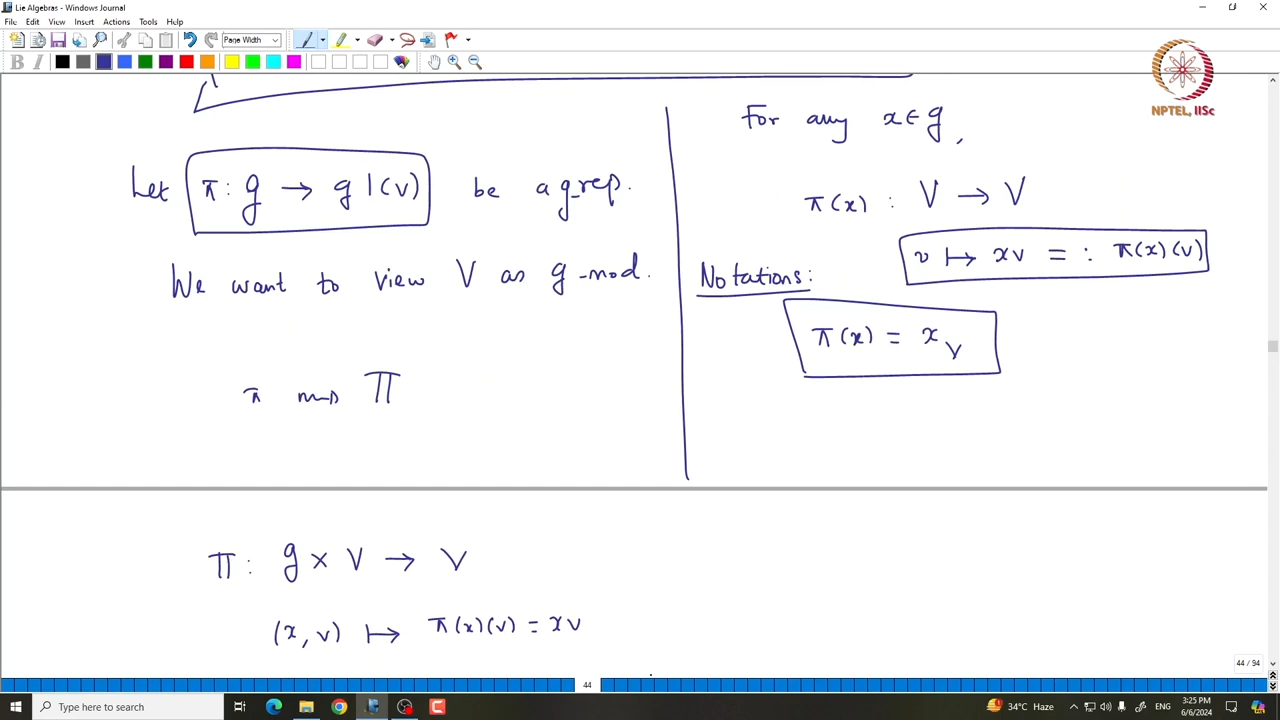 Lie Algebras - Windows Journal
File Edit View Insert Actions Tools Help
Page Width
B I
NPTEL, IISc
Let π : g → gl(V) be a g_rep.
We want to view V as g-mod.
π ⇝ Π
For any x ∈ g,
π(x) : V → V
v ↦ xv =: π(x)(v)
Notations:
π(x) = x_V
Π : g × V → V
(x, v) ↦ π(x)(v) = xv
44 / 94
44
Type here to search
34°C Haze
ENG
3:25 PM
6/6/2024